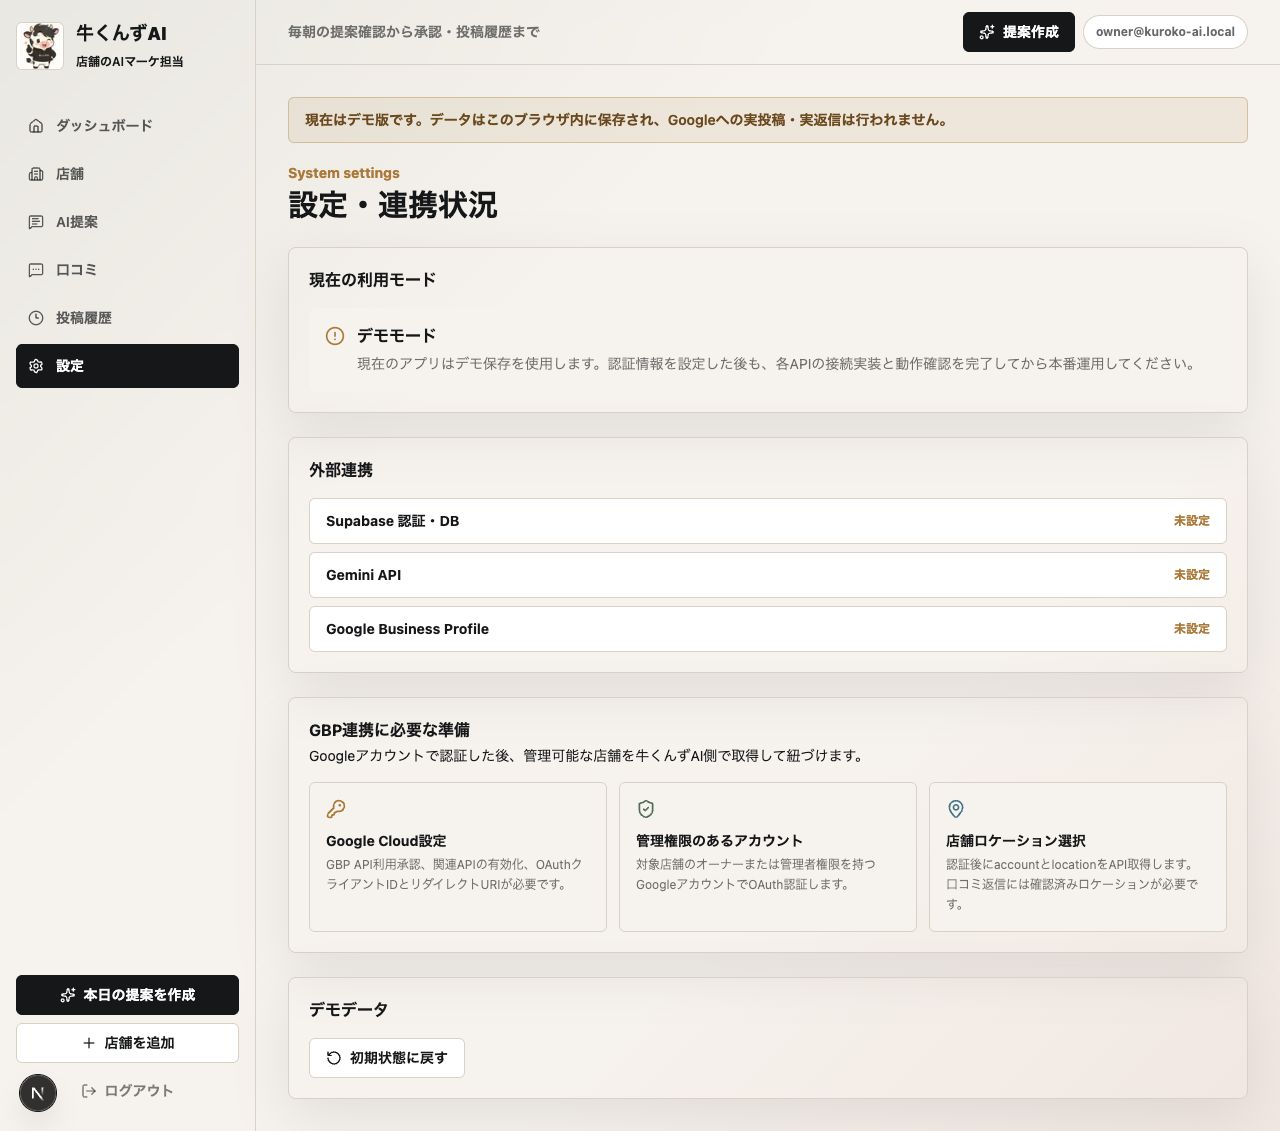 牛くんずAI
店舗のAIマーケ担当
ダッシュボード
店舗
AI提案
口コミ
投稿履歴
設定
本日の提案を作成
店舗を追加
N
ログアウト
毎朝の提案確認から承認・投稿履歴まで
提案作成
owner@kuroko-ai.local
現在はデモ版です。データはこのブラウザ内に保存され、Googleへの実投稿・実返信は行われません。
System settings
設定・連携状況
現在の利用モード
デモモード
現在のアプリはデモ保存を使用します。認証情報を設定した後も、各APIの接続実装と動作確認を完了してから本番運用してください。
外部連携
Supabase 認証・DB
未設定
Gemini API
未設定
Google Business Profile
未設定
GBP連携に必要な準備
Googleアカウントで認証した後、管理可能な店舗を牛くんずAI側で取得して紐づけます。
Google Cloud設定
GBP API利用承認、関連APIの有効化、OAuthク
ライアントIDとリダイレクトURIが必要です。
管理権限のあるアカウント
対象店舗のオーナーまたは管理者権限を持つ
GoogleアカウントでOAuth認証します。
店舗ロケーション選択
認証後にaccountとlocationをAPI取得します。
口コミ返信には確認済みロケーションが必要で
す。
デモデータ
初期状態に戻す